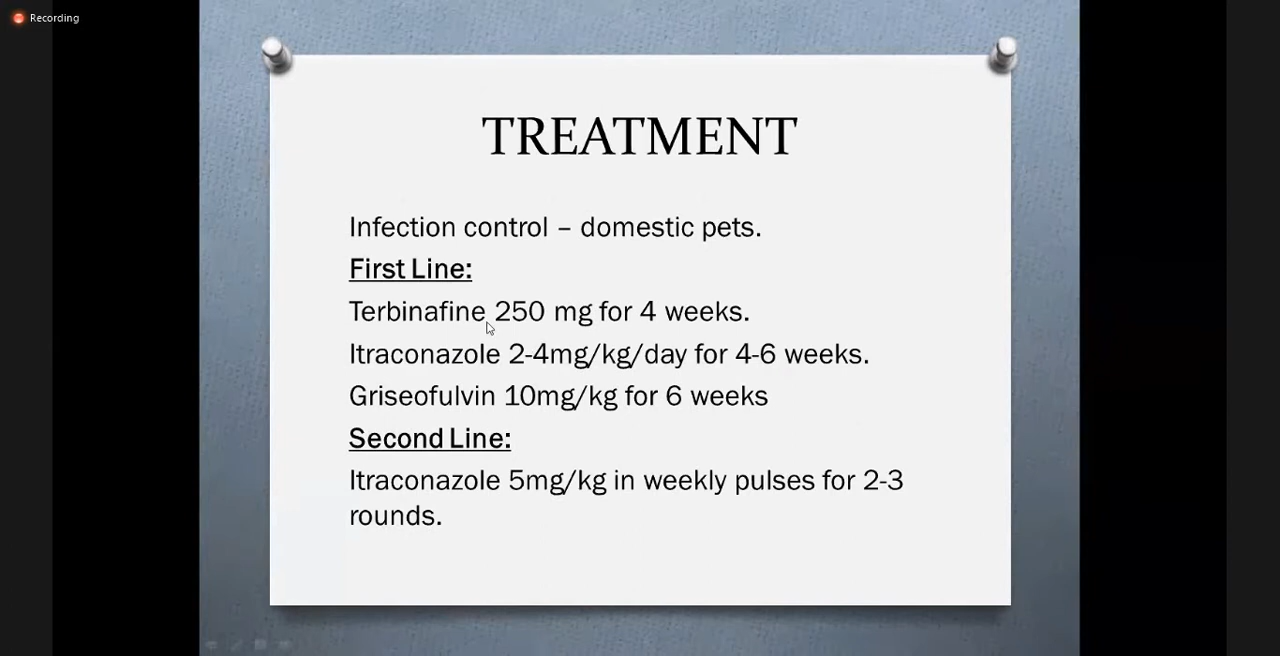 Recording
TREATMENT
Infection control – domestic pets.
First Line:
Terbinafine 250 mg for 4 weeks.
Itraconazole 2-4mg/kg/day for 4-6 weeks.
Griseofulvin 10mg/kg for 6 weeks
Second Line:
Itraconazole 5mg/kg in weekly pulses for 2-3
rounds.